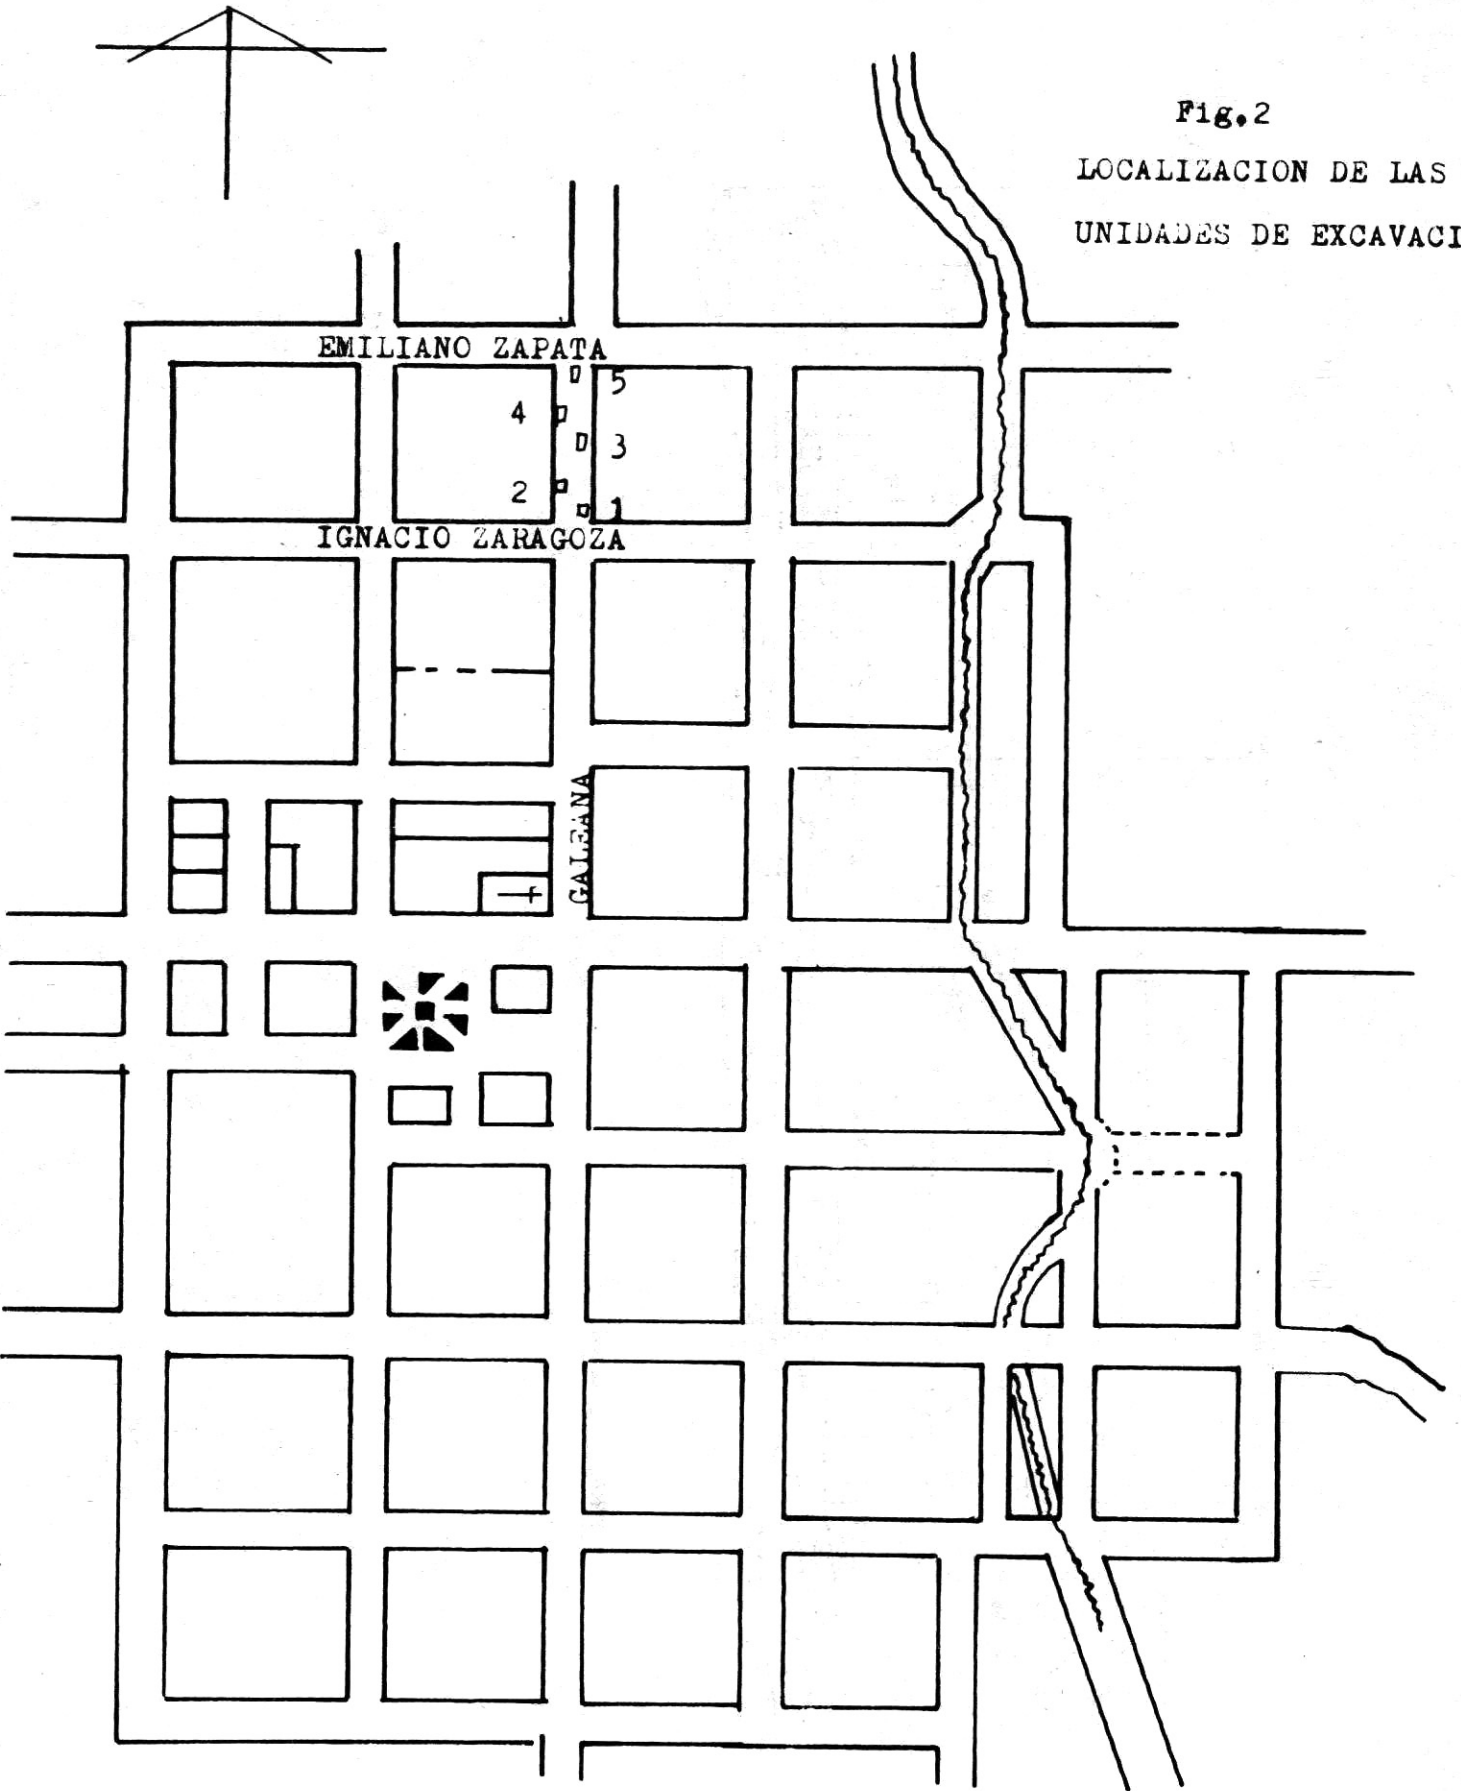 Fig.2
LOCALIZACION DE LAS
UNIDADES DE EXCAVACI
EMILIANO ZAPATA
5
4
3
2
1
IGNACIO ZARAGOZA
GALEANA